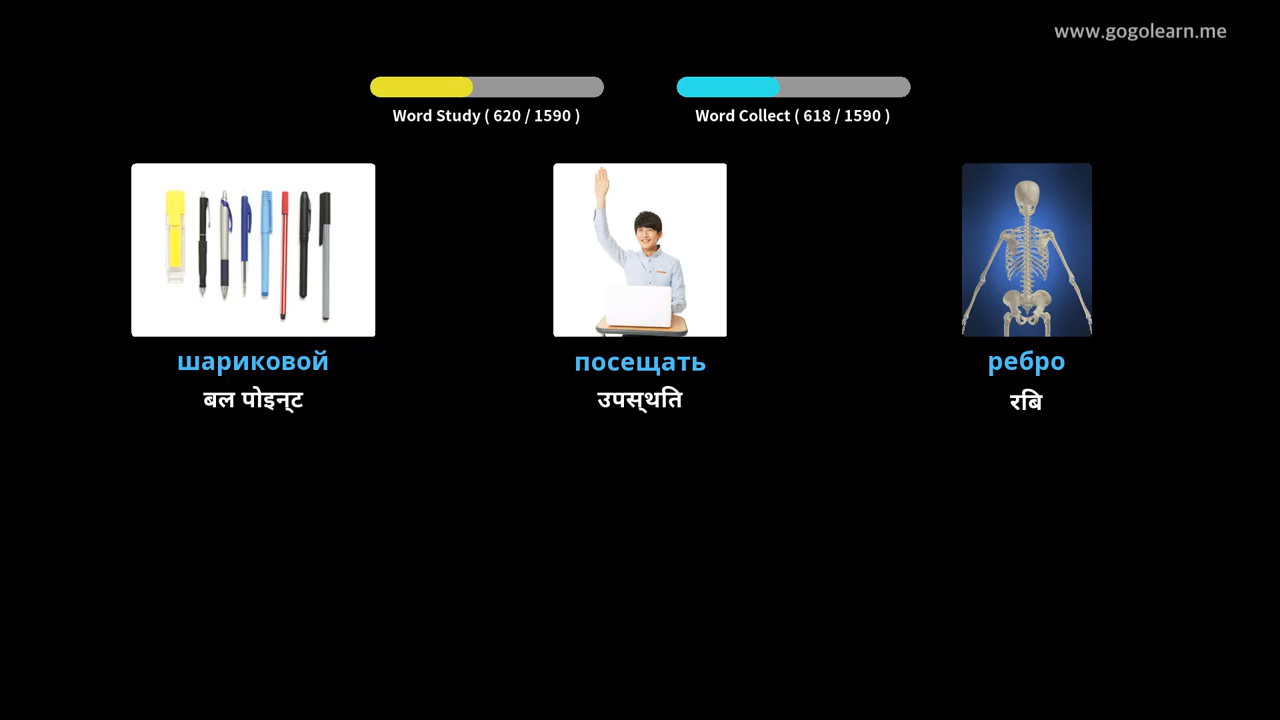 www.gogolearn.me
Word Study ( 620 / 1590 )
Word Collect ( 618 / 1590 )
шариковой
посещать
ребро
बल पोइन्ट
उपस्थति
रबि